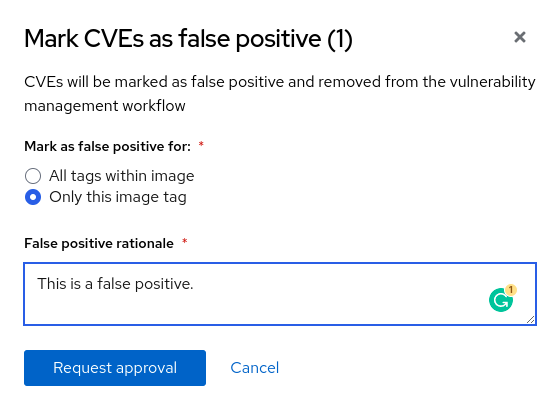 Mark CVEs as false positive (1)
CVEs will be marked as false positive and removed from the vulnerability
management workflow
Mark as false positive for: *
All tags within image
Only this image tag
False positive rationale *
This is a false positive.
1
Request approval Cancel